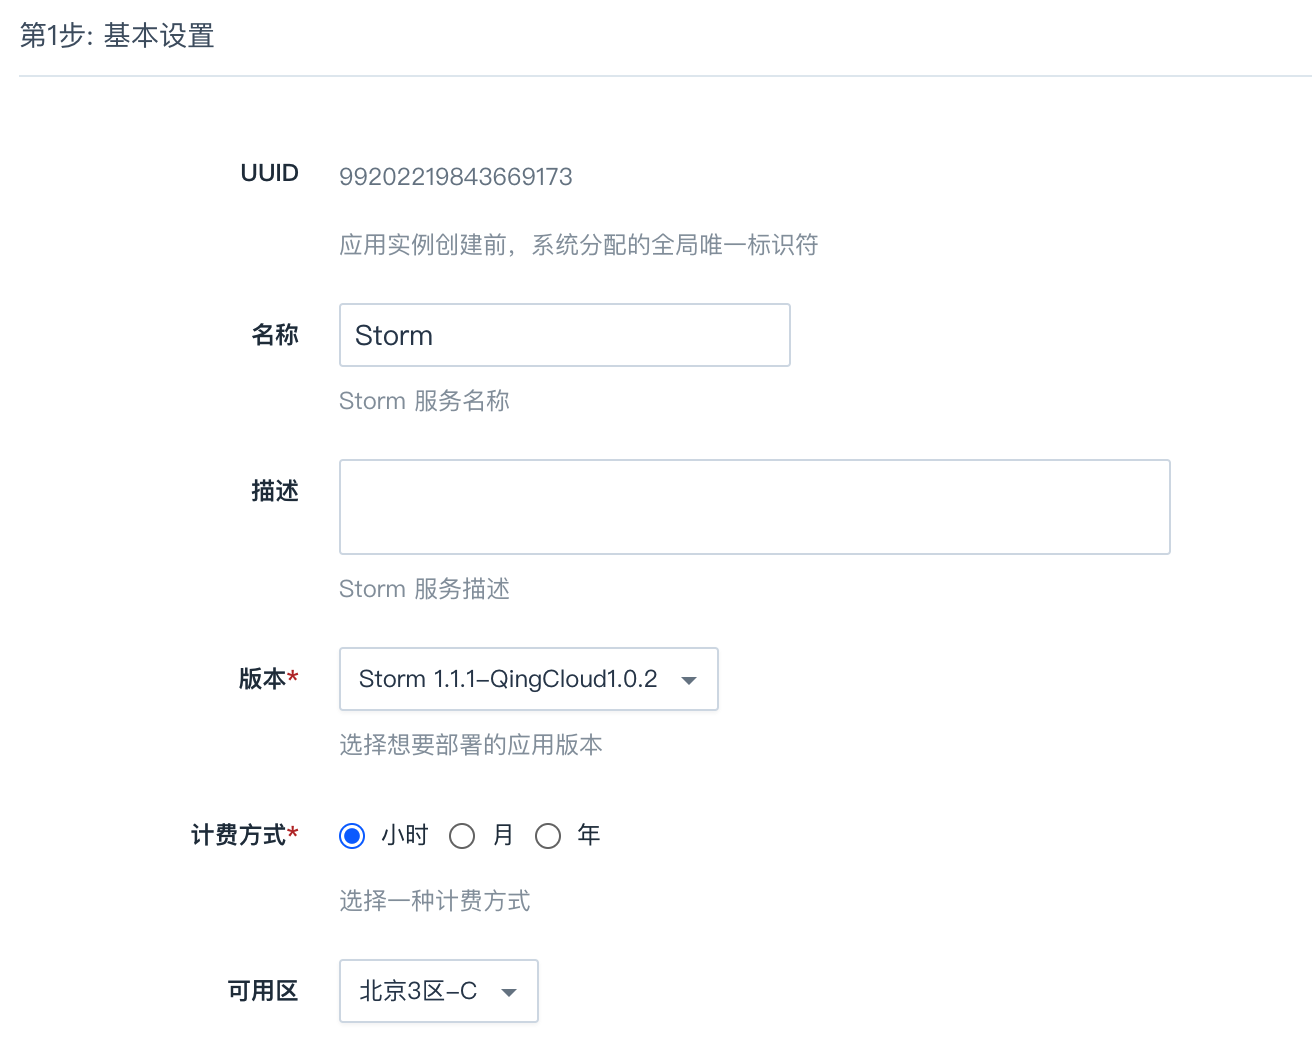 第1步: 基本设置
UUID 99202219843669173
应用实例创建前，系统分配的全局唯一标识符
名称 Storm
Storm 服务名称
描述
Storm 服务描述
版本* Storm 1.1.1-QingCloud1.0.2
选择想要部署的应用版本
计费方式* 小时 月 年
选择一种计费方式
可用区 北京3区-C